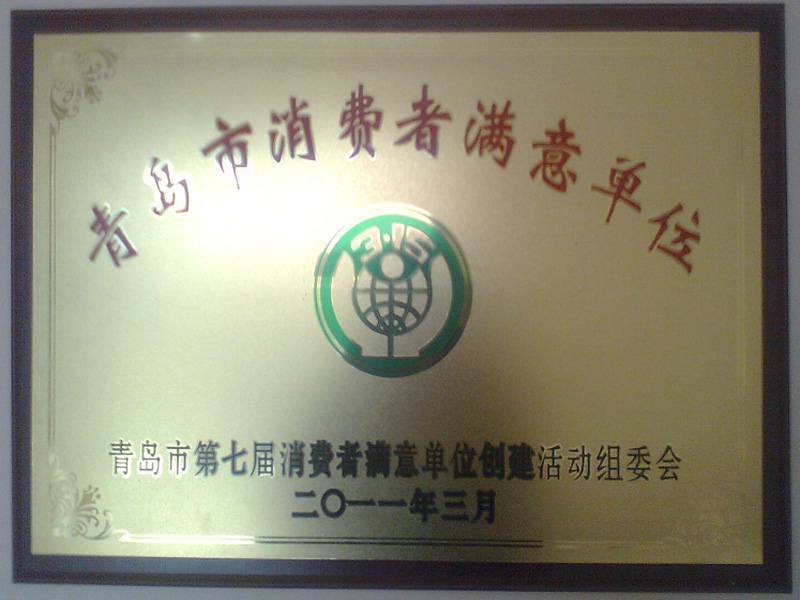 青岛市消费者满意单位
3·15
青岛市第七届消费者满意单位创建活动组委会
二〇一一年三月